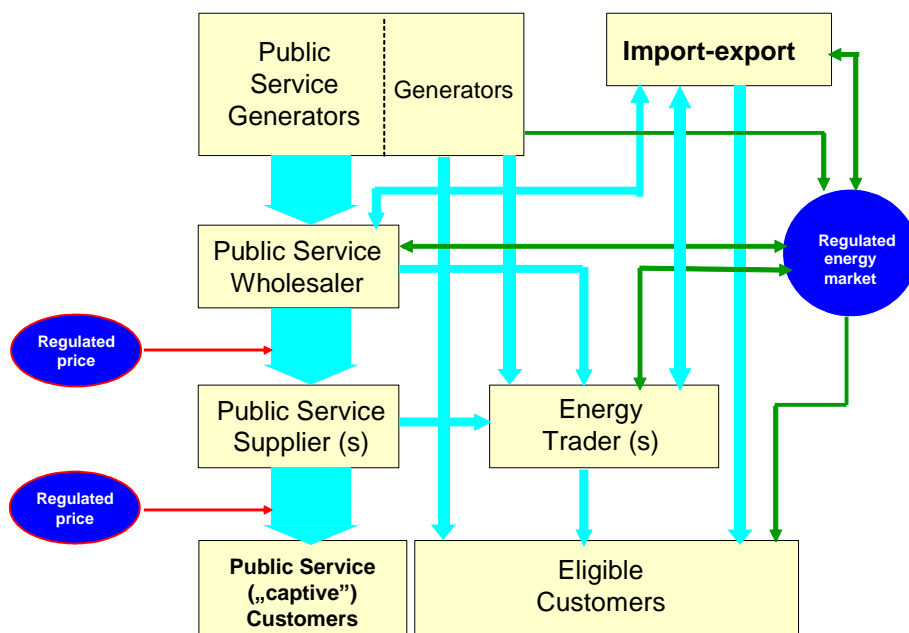 Public
Service
Generators
Generators
Import-export
Public Service
Wholesaler
Regulated
energy
market
Regulated
price
Public Service
Supplier (s)
Energy
Trader (s)
Regulated
price
Public Service
(„captive”)
Customers
Eligible
Customers